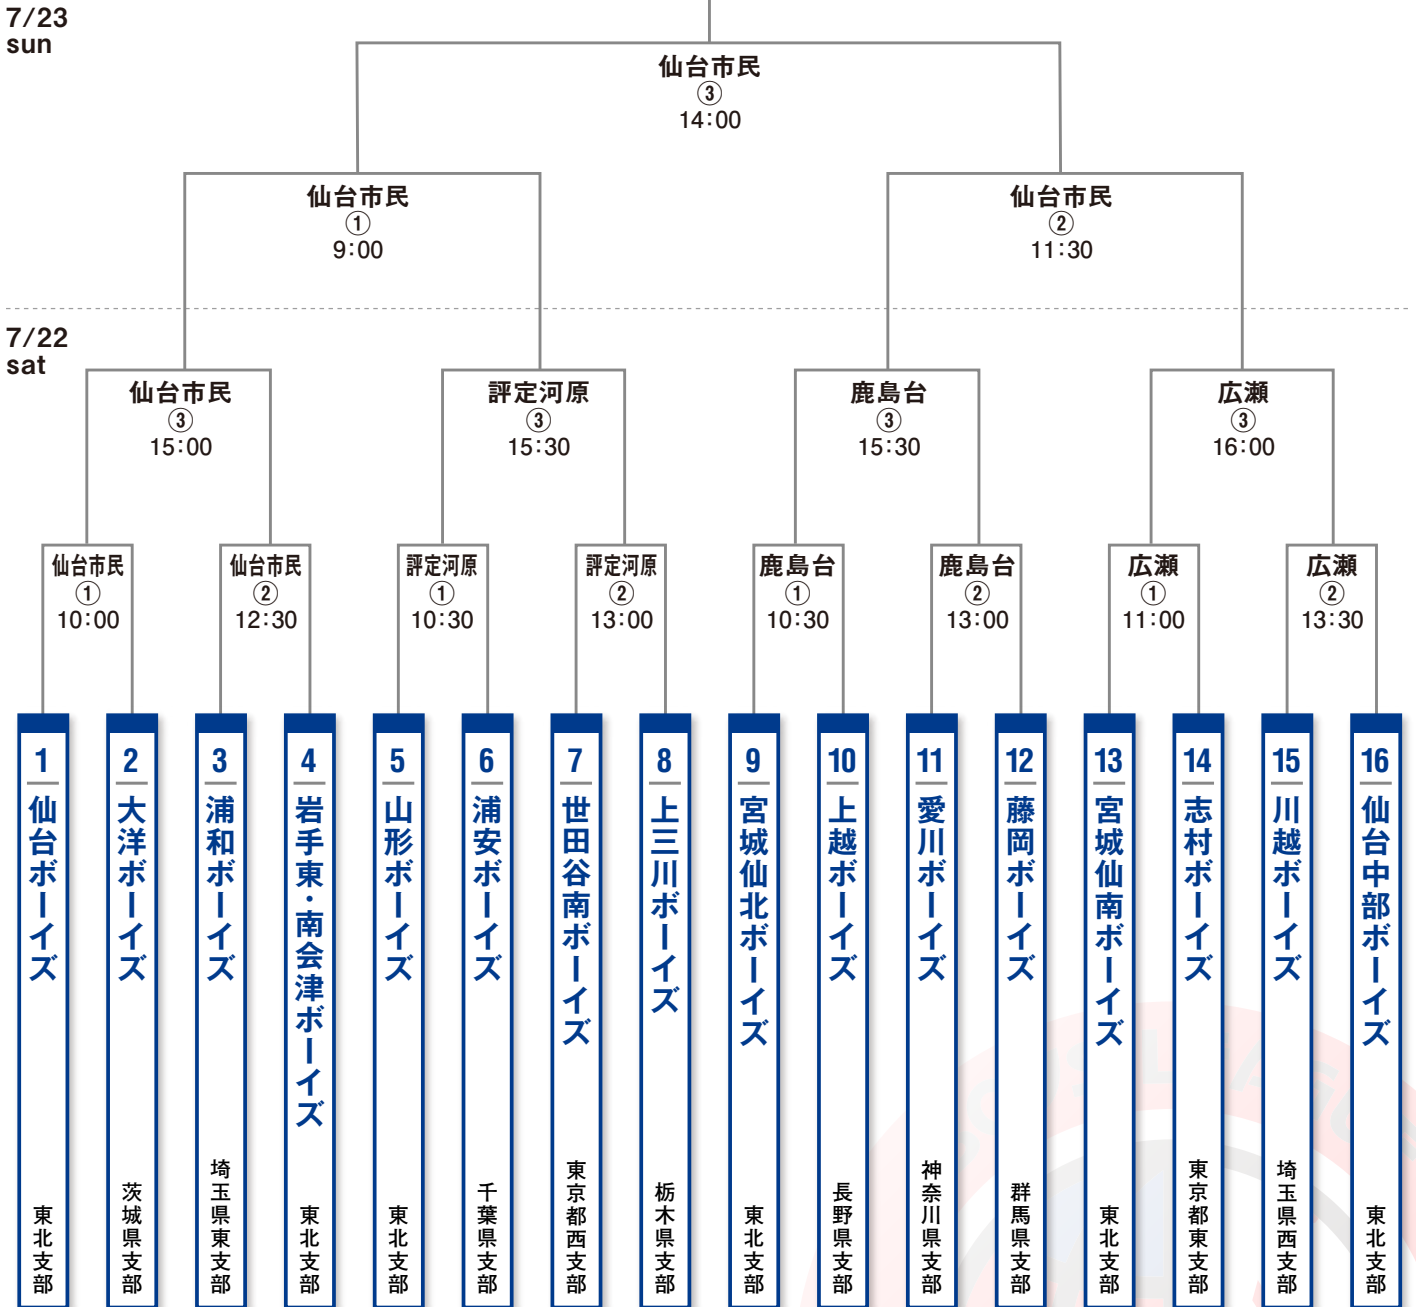 7/23
sun
仙台市民
③
14:00
仙台市民
①
9:00
仙台市民
②
11:30
7/22
sat
仙台市民
③
15:00
評定河原
③
15:30
鹿島台
③
15:30
広瀬
③
16:00
仙台市民
①
10:00
仙台市民
②
12:30
評定河原
①
10:30
評定河原
②
13:00
鹿島台
①
10:30
鹿島台
②
13:00
広瀬
①
11:00
広瀬
②
13:30
1
仙台ボーイズ
東北支部
2
大洋ボーイズ
茨城県支部
3
浦和ボーイズ
埼玉県東支部
4
岩手東・南会津ボーイズ
東北支部
5
山形ボーイズ
東北支部
6
浦安ボーイズ
千葉県支部
7
世田谷南ボーイズ
東京都西支部
8
上三川ボーイズ
栃木県支部
9
宮城仙北ボーイズ
東北支部
10
上越ボーイズ
長野県支部
11
愛川ボーイズ
神奈川県支部
12
藤岡ボーイズ
群馬県支部
13
宮城仙南ボーイズ
東北支部
14
志村ボーイズ
東京都東支部
15
川越ボーイズ
埼玉県西支部
16
仙台中部ボーイズ
東北支部